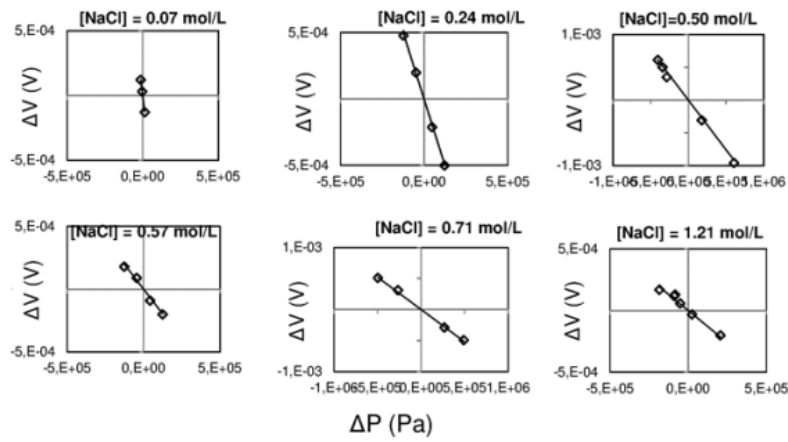 [NaCl] = 0.07 mol/L
5,E-04
ΔV (V)
-5,E-04
-5,E+05 0,E+00 5,E+05
[NaCl] = 0.24 mol/L
5,E-04
ΔV (V)
-5,E-04
-5,E+05 0,E+00 5,E+05
[NaCl]=0.50 mol/L
1,E-03
ΔV (V)
-1,E-03
[NaCl] = 0.57 mol/L
5,E-04
ΔV (V)
-5,E-04
-5,E+05 0,E+00 5,E+05
[NaCl] = 0.71 mol/L
1,E-03
ΔV (V)
-1,E-03
[NaCl] = 1.21 mol/L
5,E-04
ΔV (V)
-5,E-04
-5,E+05 0,E+00 5,E+05
ΔP (Pa)